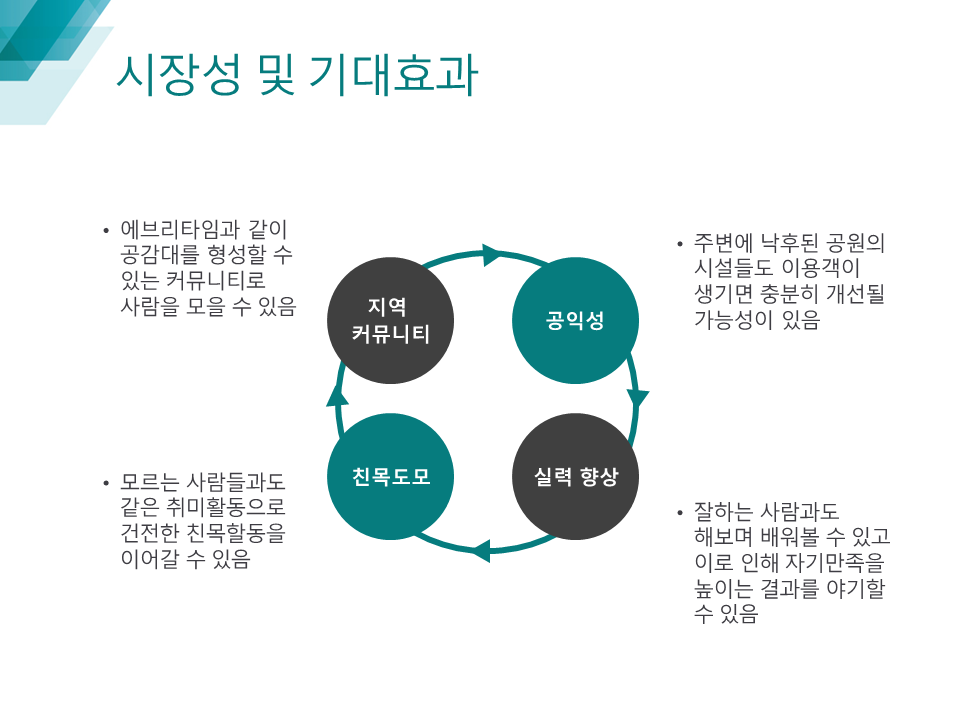 시장성 및 기대효과
• 에브리타임과 같이
공감대를 형성할 수
있는 커뮤니티로
사람을 모을 수 있음
지역
커뮤니티
공익성
• 주변에 낙후된 공원의
시설들도 이용객이
생기면 충분히 개선될
가능성이 있음
• 모르는 사람들과도
같은 취미활동으로
건전한 친목할동을
이어갈 수 있음
친목도모
실력 향상
• 잘하는 사람과도
해보며 배워볼 수 있고
이로 인해 자기만족을
높이는 결과를 야기할
수 있음